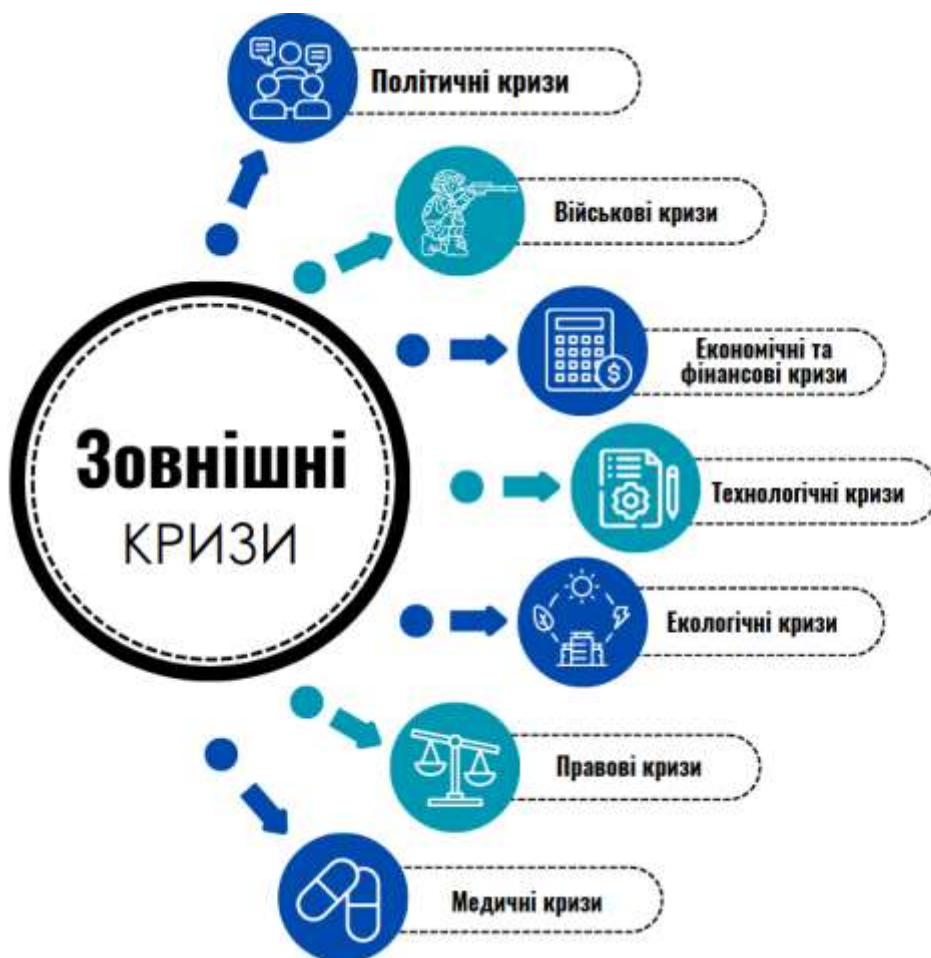 Політичні кризи
Військові кризи
Економічні та
фінансові кризи
Зовнішні
КРИЗИ
Технологічні кризи
Екологічні кризи
Правові кризи
Медичні кризи